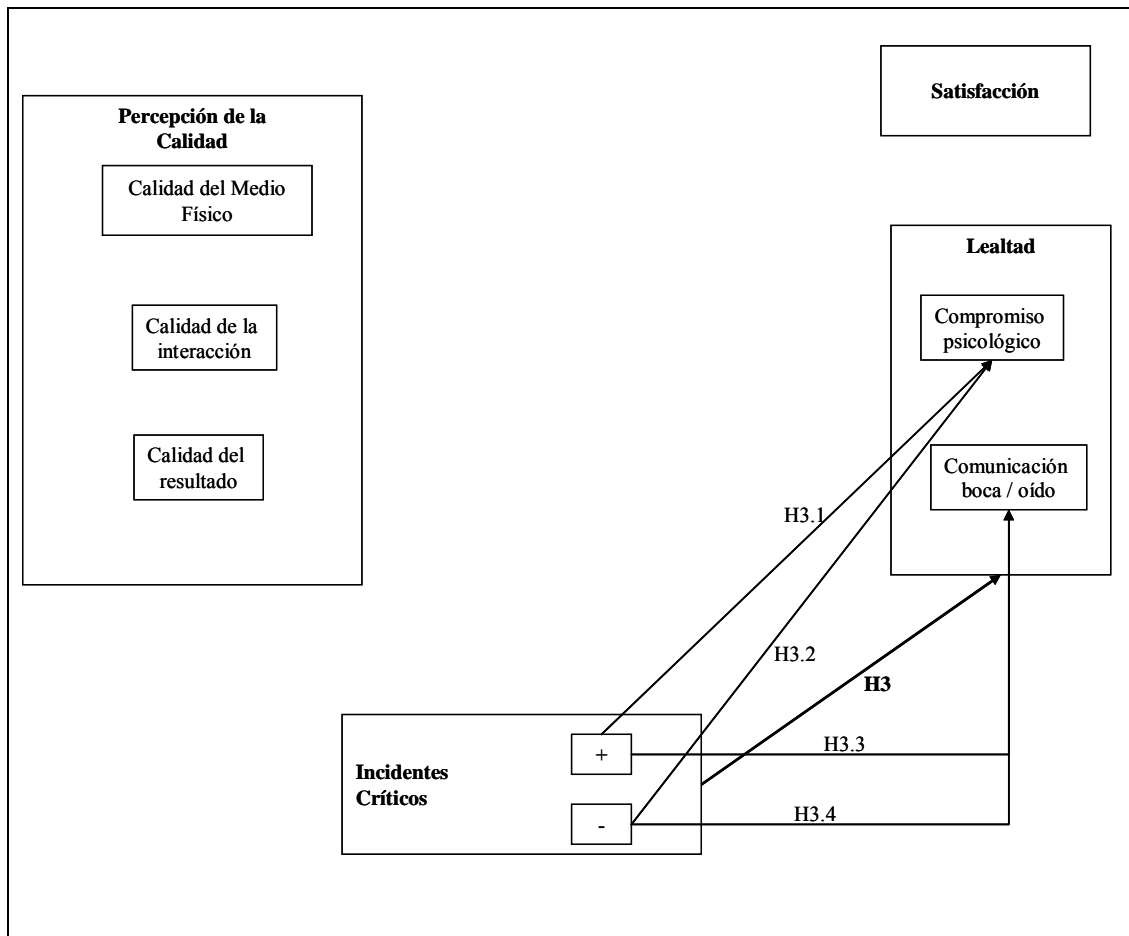 Satisfacción
Percepción de la
Calidad
Calidad del Medio
Físico
Lealtad
Compromiso
psicológico
Calidad de la
interacción
Calidad del
resultado
Comunicación
boca / oído
H3.1
H3.2
H3
H3.3
+
Incidentes
Críticos
H3.4
-